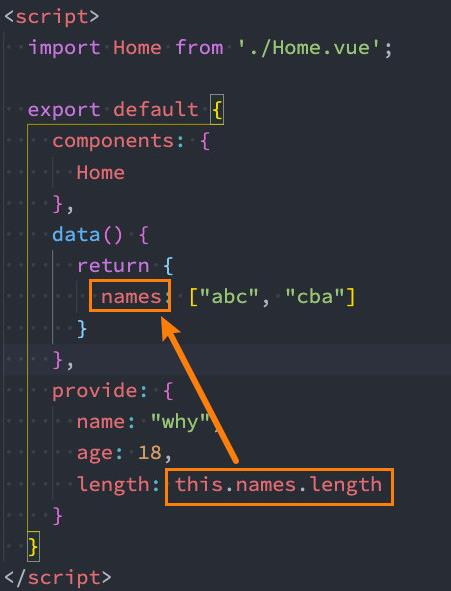 <script>
import Home from './Home.vue';
export default {
components: {
Home
},
data() {
return {
names: ["abc", "cba"]
}
},
provide: {
name: "why",
age: 18,
length: this.names.length
}
}
</script>